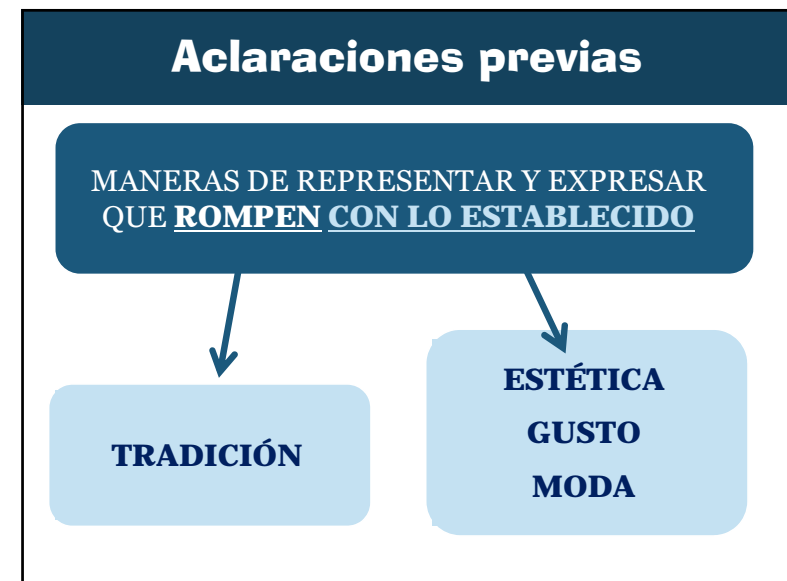 Aclaraciones previas
MANERAS DE REPRESENTAR Y EXPRESAR
QUE ROMPEN CON LO ESTABLECIDO
TRADICIÓN
ESTÉTICA
GUSTO
MODA